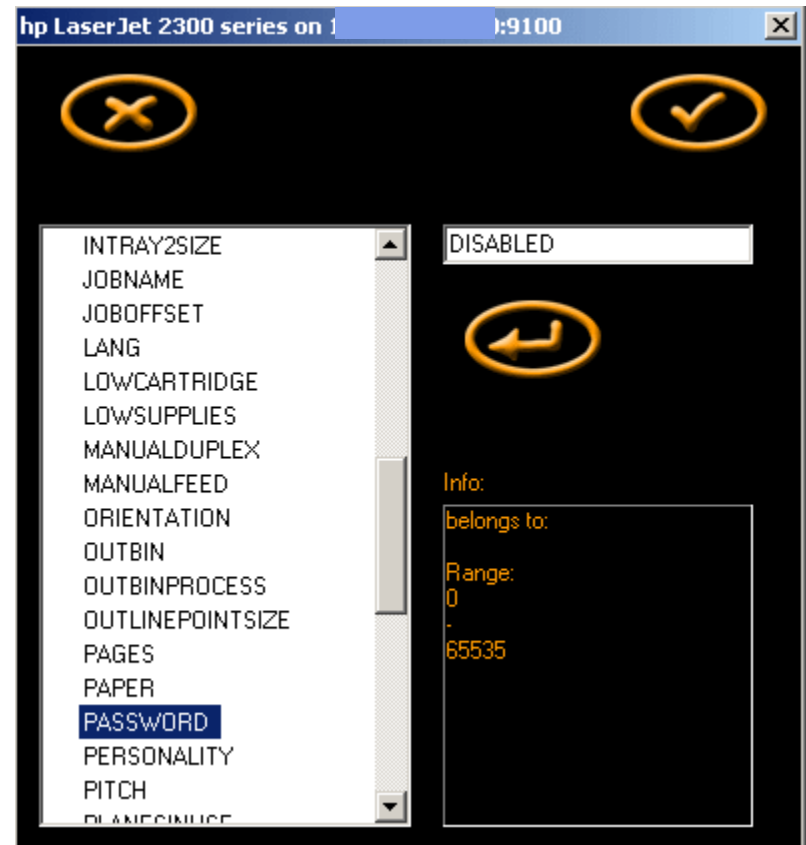 hp LaserJet 2300 series on 1 :9100
INTRAY2SIZE
JOBNAME
JOBOFFSET
LANG
LOWCARTRIDGE
LOWSUPPLIES
MANUALDUPLEX
MANUALFEED
ORIENTATION
OUTBIN
OUTBINPROCESS
OUTLINEPOINTSIZE
PAGES
PAPER
PASSWORD
PERSONALITY
PITCH
DISABLED
Info:
belongs to:
Range:
0
-
65535